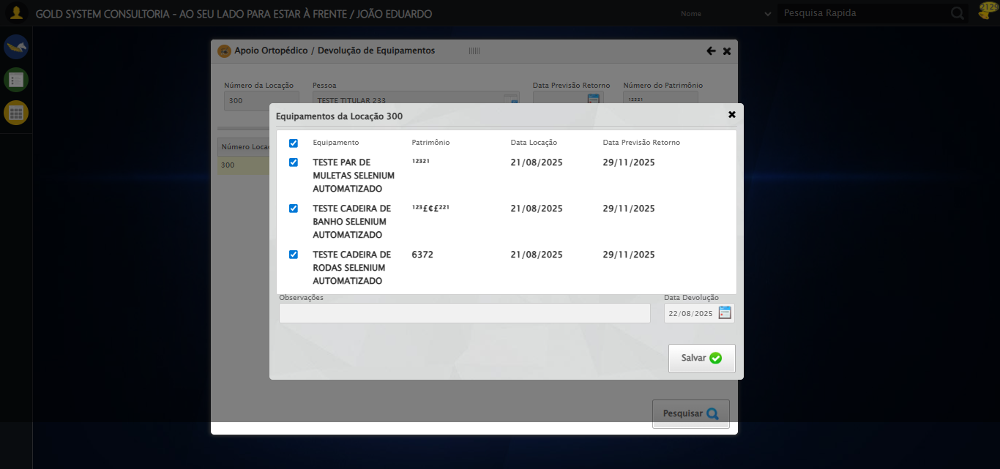 GOLD SYSTEM CONSULTORIA - AO SEU LADO PARA ESTAR À FRENTE / JOÃO EDUARDO
Nome
Pesquisa Rapida
2129
Apoio Ortopédico / Devolução de Equipamentos
Número da Locação Pessoa Data Previsão Retorno Número do Patrimônio
300 TESTE TITULAR 233 ¹²³²¹
Equipamentos da Locação 300
Número Loca
300
Equipamento Patrimônio Data Locação Data Previsão Retorno
TESTE PAR DE ¹²³²¹ 21/08/2025 29/11/2025
MULETAS SELENIUM
AUTOMATIZADO
TESTE CADEIRA DE ¹²³£¢£²²¹ 21/08/2025 29/11/2025
BANHO SELENIUM
AUTOMATIZADO
TESTE CADEIRA DE 6372 21/08/2025 29/11/2025
RODAS SELENIUM
AUTOMATIZADO
Observações Data Devolução
22/08/2025
Salvar
Pesquisar